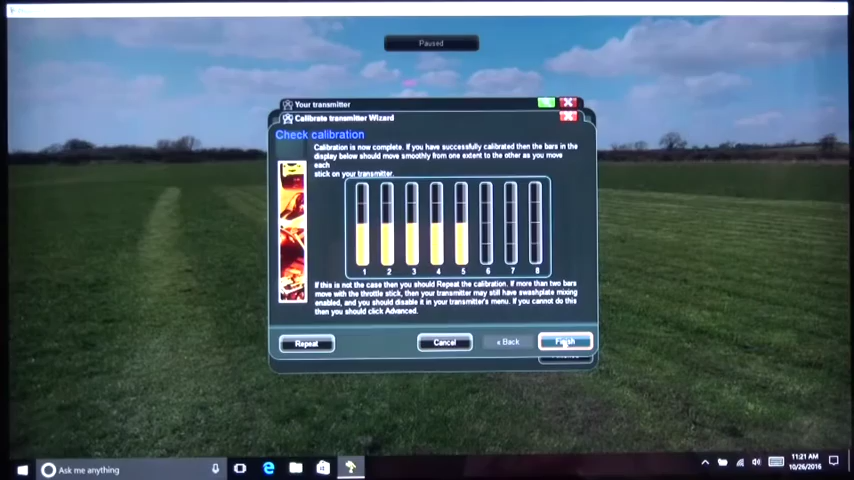 Paused
Your transmitter
Calibrate transmitter Wizard
Check calibration
Calibration is now complete. If you have successfully calibrated then the bars in the
display below should move smoothly from one extent to the other as you move
each
stick on your transmitter.
1 2 3 4 5 6 7 8
If this is not the case then you should Repeat the calibration. If more than two bars
move with the throttle stick, then your transmitter may still have swashplate mixing
enabled, and you should disable it in your transmitter's menu. If you cannot do this
then you should click Advanced.
Repeat
Cancel
< Back
Finish
Ask me anything
11:21 AM
10/26/2016